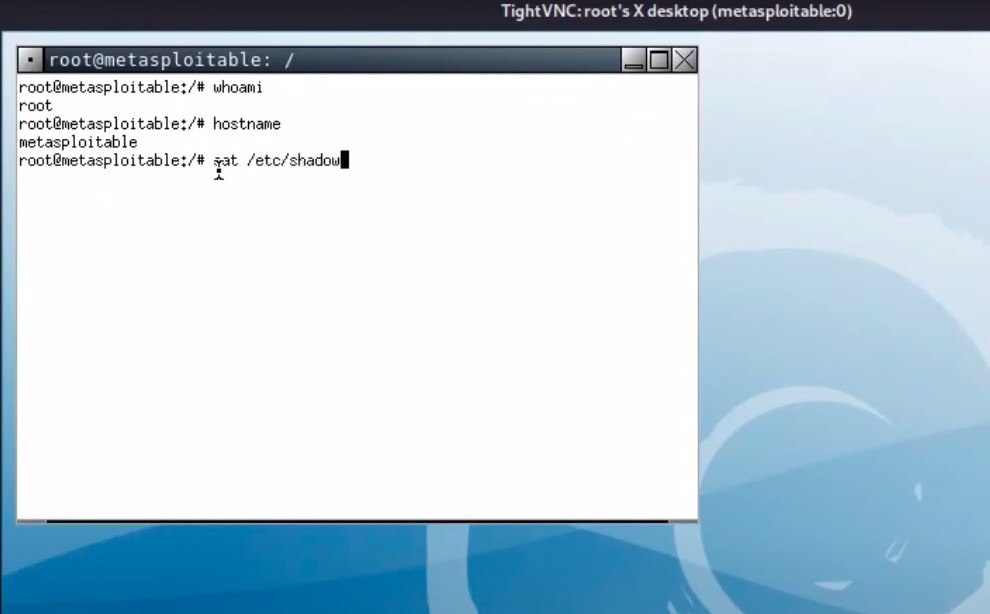 TightVNC: root's X desktop (metasploitable:0)
root@metasploitable: /
root@metasploitable:/# whoami
root
root@metasploitable:/# hostname
metasploitable
root@metasploitable:/# cat /etc/shadow